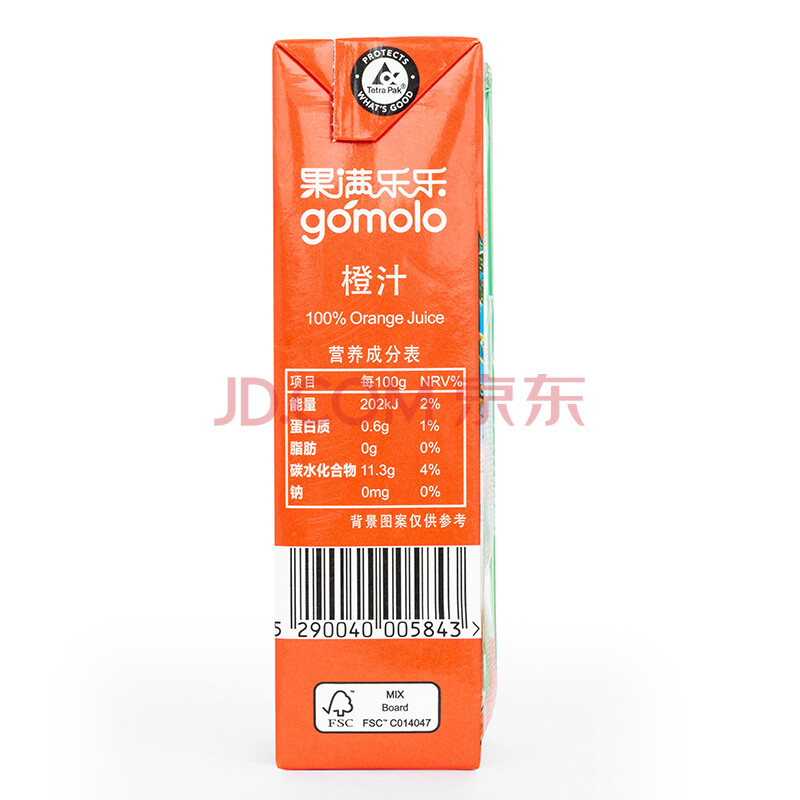 PROTECTS
Tetra Pak®
WHAT'S GOOD
果满乐乐
gomolo
橙汁
100% Orange Juice
营养成分表
项目 每100g NRV%
JD.COM 京东
能量 202kJ 2%
蛋白质 0.6g 1%
脂肪 0g 0%
碳水化合物 11.3g 4%
钠 0mg 0%
背景图案仅供参考
5 290040 005843 >
MIX
Board
FSC FSC™ C014047